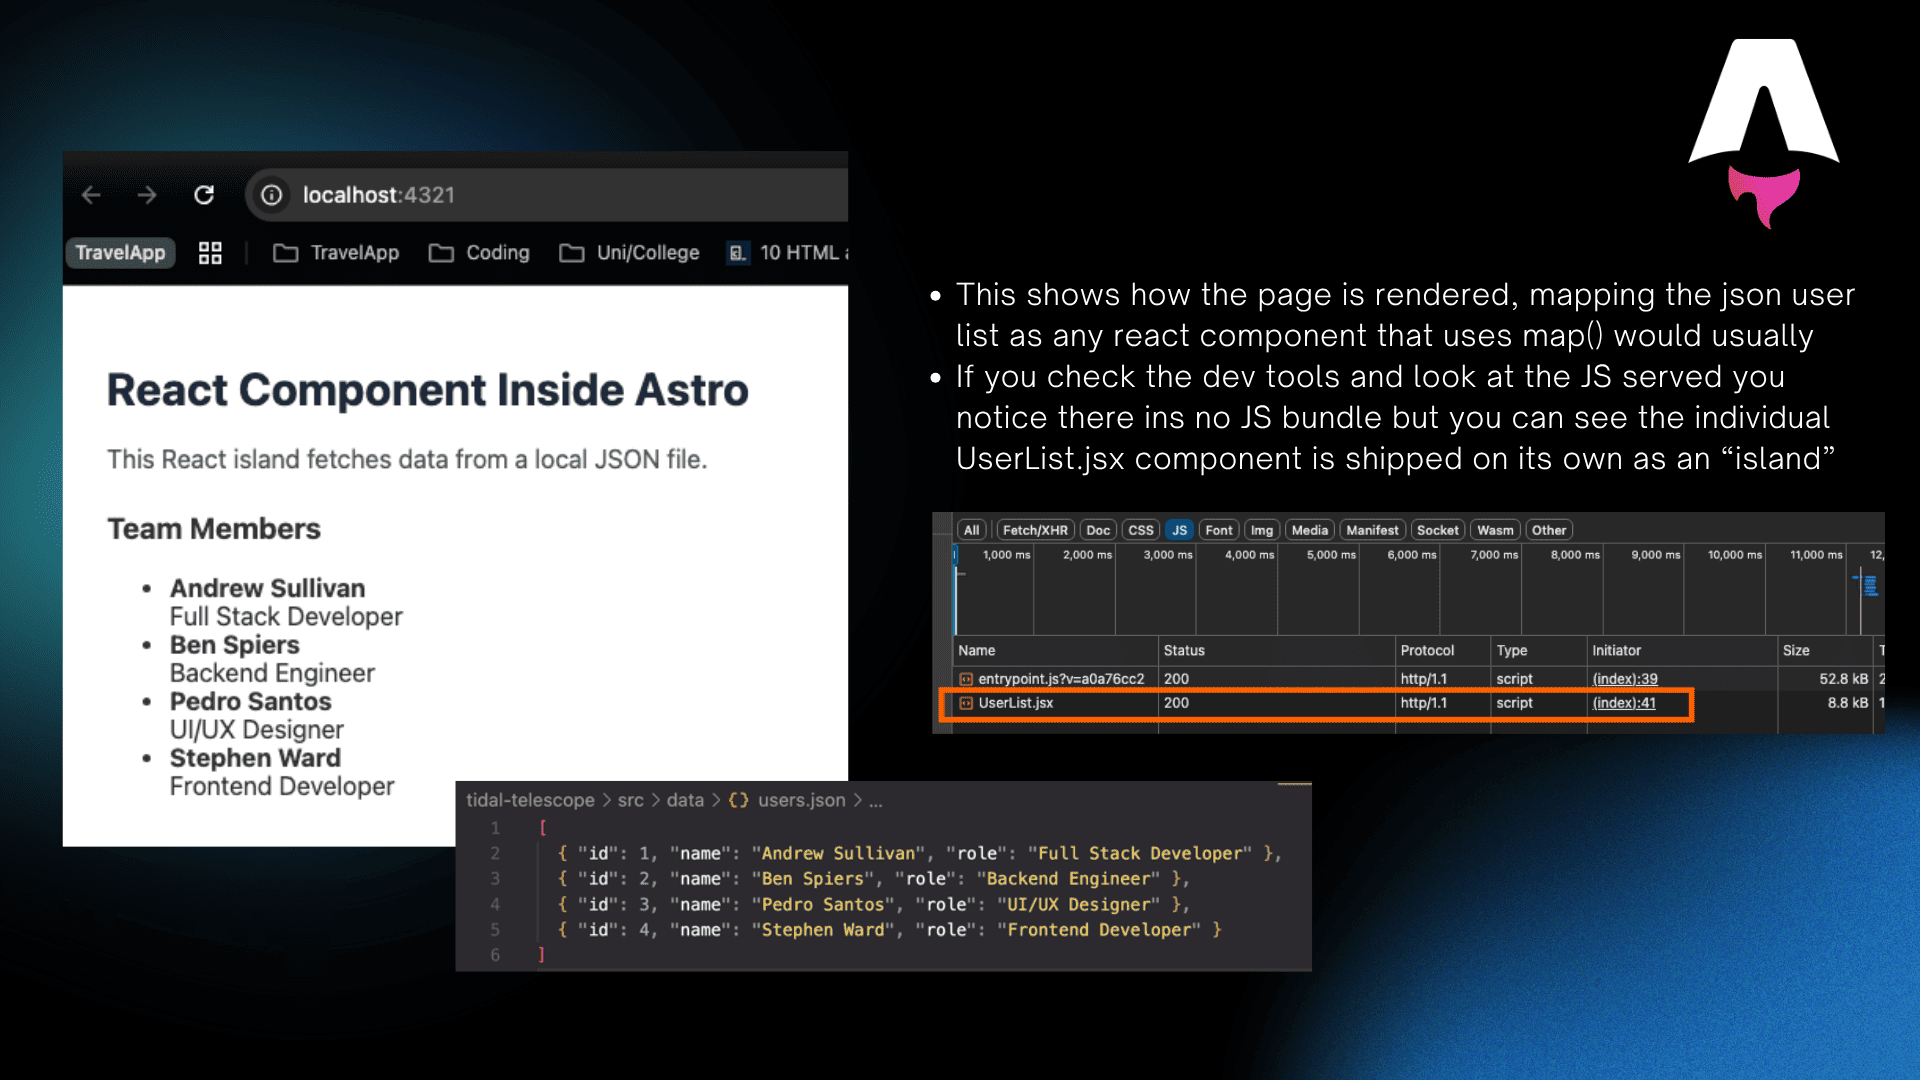 localhost:4321
TravelApp
TravelApp
Coding
Uni/College
10 HTML a
React Component Inside Astro
This React island fetches data from a local JSON file.
Team Members
• Andrew Sullivan
Full Stack Developer
• Ben Spiers
Backend Engineer
• Pedro Santos
UI/UX Designer
• Stephen Ward
Frontend Developer
• This shows how the page is rendered, mapping the json user
list as any react component that uses map() would usually
• If you check the dev tools and look at the JS served you
notice there ins no JS bundle but you can see the individual
UserList.jsx component is shipped on its own as an “island”
All Fetch/XHR Doc CSS JS Font Img Media Manifest Socket Wasm Other
1,000 ms 2,000 ms 3,000 ms 4,000 ms 5,000 ms 6,000 ms 7,000 ms 8,000 ms 9,000 ms 10,000 ms 11,000 ms 12,
Name Status Protocol Type Initiator Size T
entrypoint.js?v=a0a76cc2 200 http/1.1 script (index):39 52.8 kB 2
UserList.jsx 200 http/1.1 script (index):41 8.8 kB 1
tidal-telescope > src > data > {} users.json > ...
1 [
2 { "id": 1, "name": "Andrew Sullivan", "role": "Full Stack Developer" },
3 { "id": 2, "name": "Ben Spiers", "role": "Backend Engineer" },
4 { "id": 3, "name": "Pedro Santos", "role": "UI/UX Designer" },
5 { "id": 4, "name": "Stephen Ward", "role": "Frontend Developer" }
6 ]